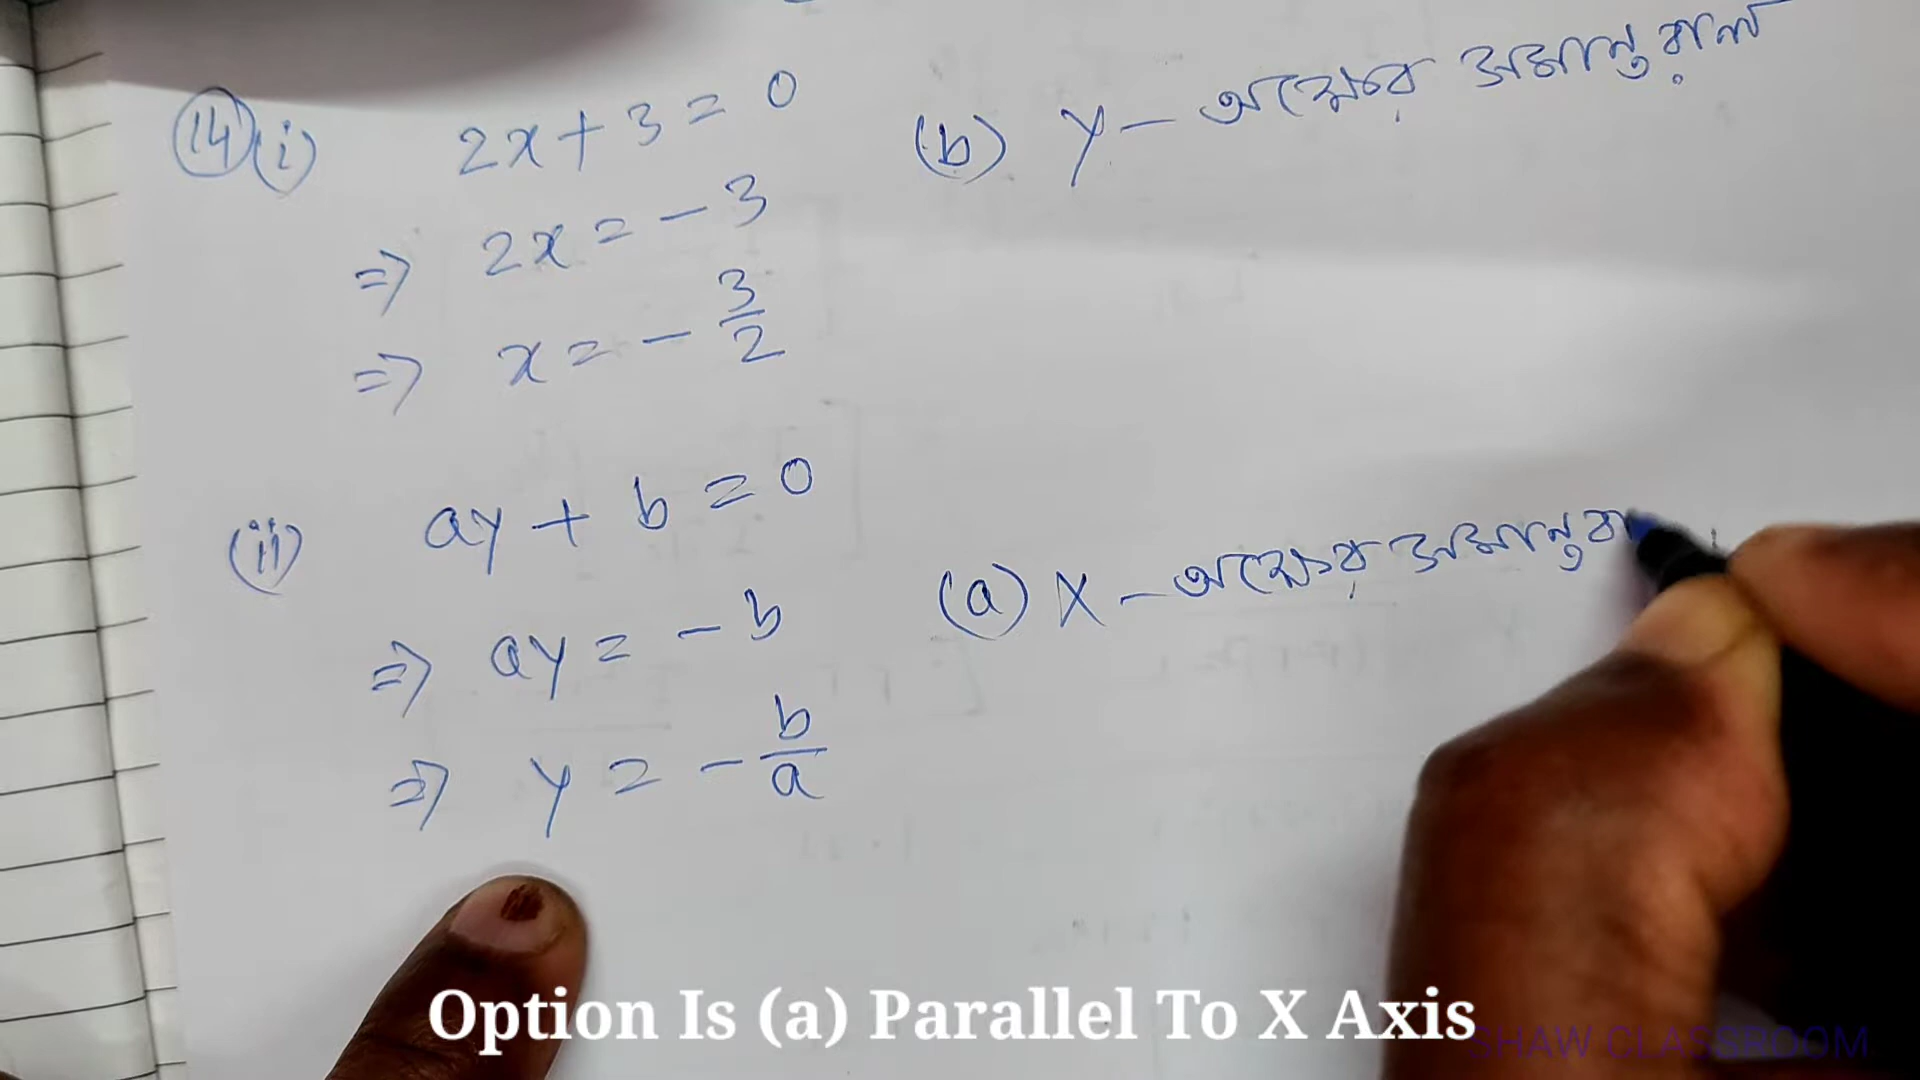 14 (i) 2x + 3 = 0
(b) y - অক্ষের সমান্তরাল
⇒ 2x = - 3
⇒ x = - 3/2
(ii) ay + b = 0
(a) X - অক্ষের সমান্তরা
⇒ ay = - b
⇒ y = - b/a
Option Is (a) Parallel To X Axis
SHAW CLASSROOM